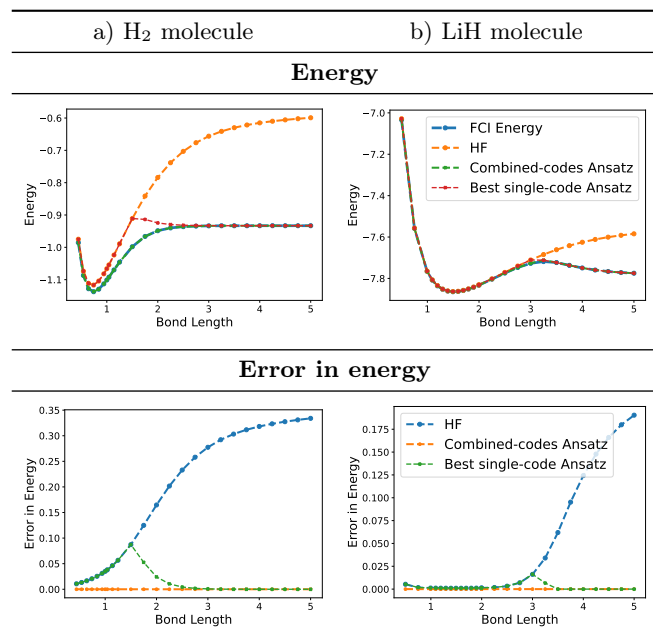 a) H₂ molecule
b) LiH molecule
Energy
−0.6
−0.7
−0.8
−0.9
−1.0
−1.1
Energy
1 2 3 4 5
Bond Length
−7.0
−7.2
−7.4
−7.6
−7.8
Energy
FCI Energy
HF
Combined-codes Ansatz
Best single-code Ansatz
1 2 3 4 5
Bond Length
Error in energy
0.35
0.30
0.25
0.20
0.15
0.10
0.05
0.00
Error in Energy
1 2 3 4 5
Bond Length
0.175
0.150
0.125
0.100
0.075
0.050
0.025
0.000
Error in Energy
HF
Combined-codes Ansatz
Best single-code Ansatz
1 2 3 4 5
Bond Length